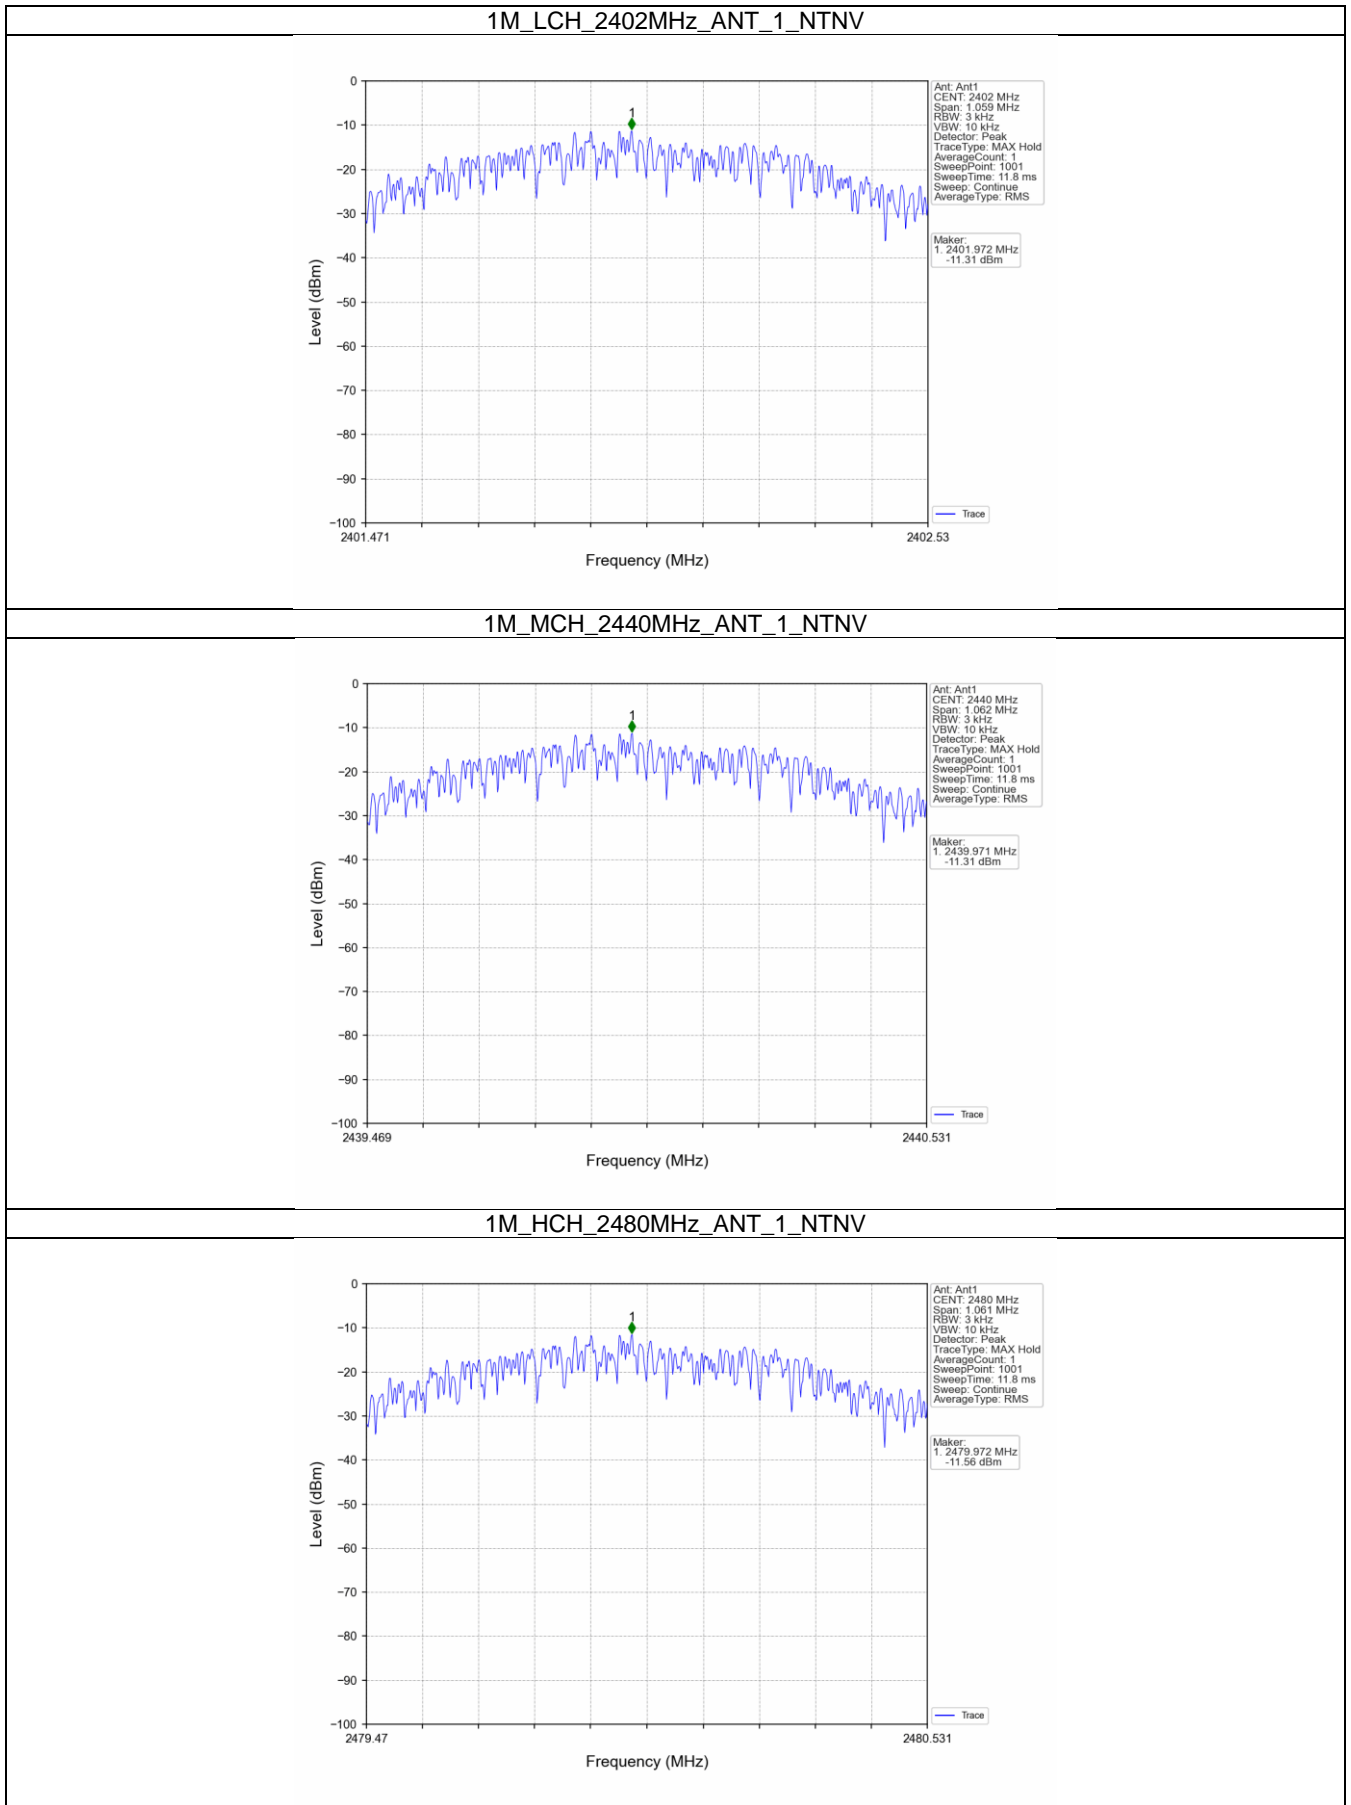 1M_LCH_2402MHz_ANT_1_NTNV
0
−10
−20
−30
−40
−50
−60
−70
−80
−90
−100
Level (dBm)
1
2401.471
2402.53
Frequency (MHz)
Ant: Ant1
CENT: 2402 MHz
Span: 1.059 MHz
RBW: 3 kHz
VBW: 10 kHz
Detector: Peak
TraceType: MAX Hold
AverageCount: 1
SweepPoint: 1001
SweepTime: 11.8 ms
Sweep: Continue
AverageType: RMS
Maker:
1. 2401.972 MHz
-11.31 dBm
Trace
1M_MCH_2440MHz_ANT_1_NTNV
0
−10
−20
−30
−40
−50
−60
−70
−80
−90
−100
Level (dBm)
1
2439.469
2440.531
Frequency (MHz)
Ant: Ant1
CENT: 2440 MHz
Span: 1.062 MHz
RBW: 3 kHz
VBW: 10 kHz
Detector: Peak
TraceType: MAX Hold
AverageCount: 1
SweepPoint: 1001
SweepTime: 11.8 ms
Sweep: Continue
AverageType: RMS
Maker:
1. 2439.971 MHz
-11.31 dBm
Trace
1M_HCH_2480MHz_ANT_1_NTNV
0
−10
−20
−30
−40
−50
−60
−70
−80
−90
−100
Level (dBm)
1
2479.47
2480.531
Frequency (MHz)
Ant: Ant1
CENT: 2480 MHz
Span: 1.061 MHz
RBW: 3 kHz
VBW: 10 kHz
Detector: Peak
TraceType: MAX Hold
AverageCount: 1
SweepPoint: 1001
SweepTime: 11.8 ms
Sweep: Continue
AverageType: RMS
Maker:
1. 2479.972 MHz
-11.56 dBm
Trace